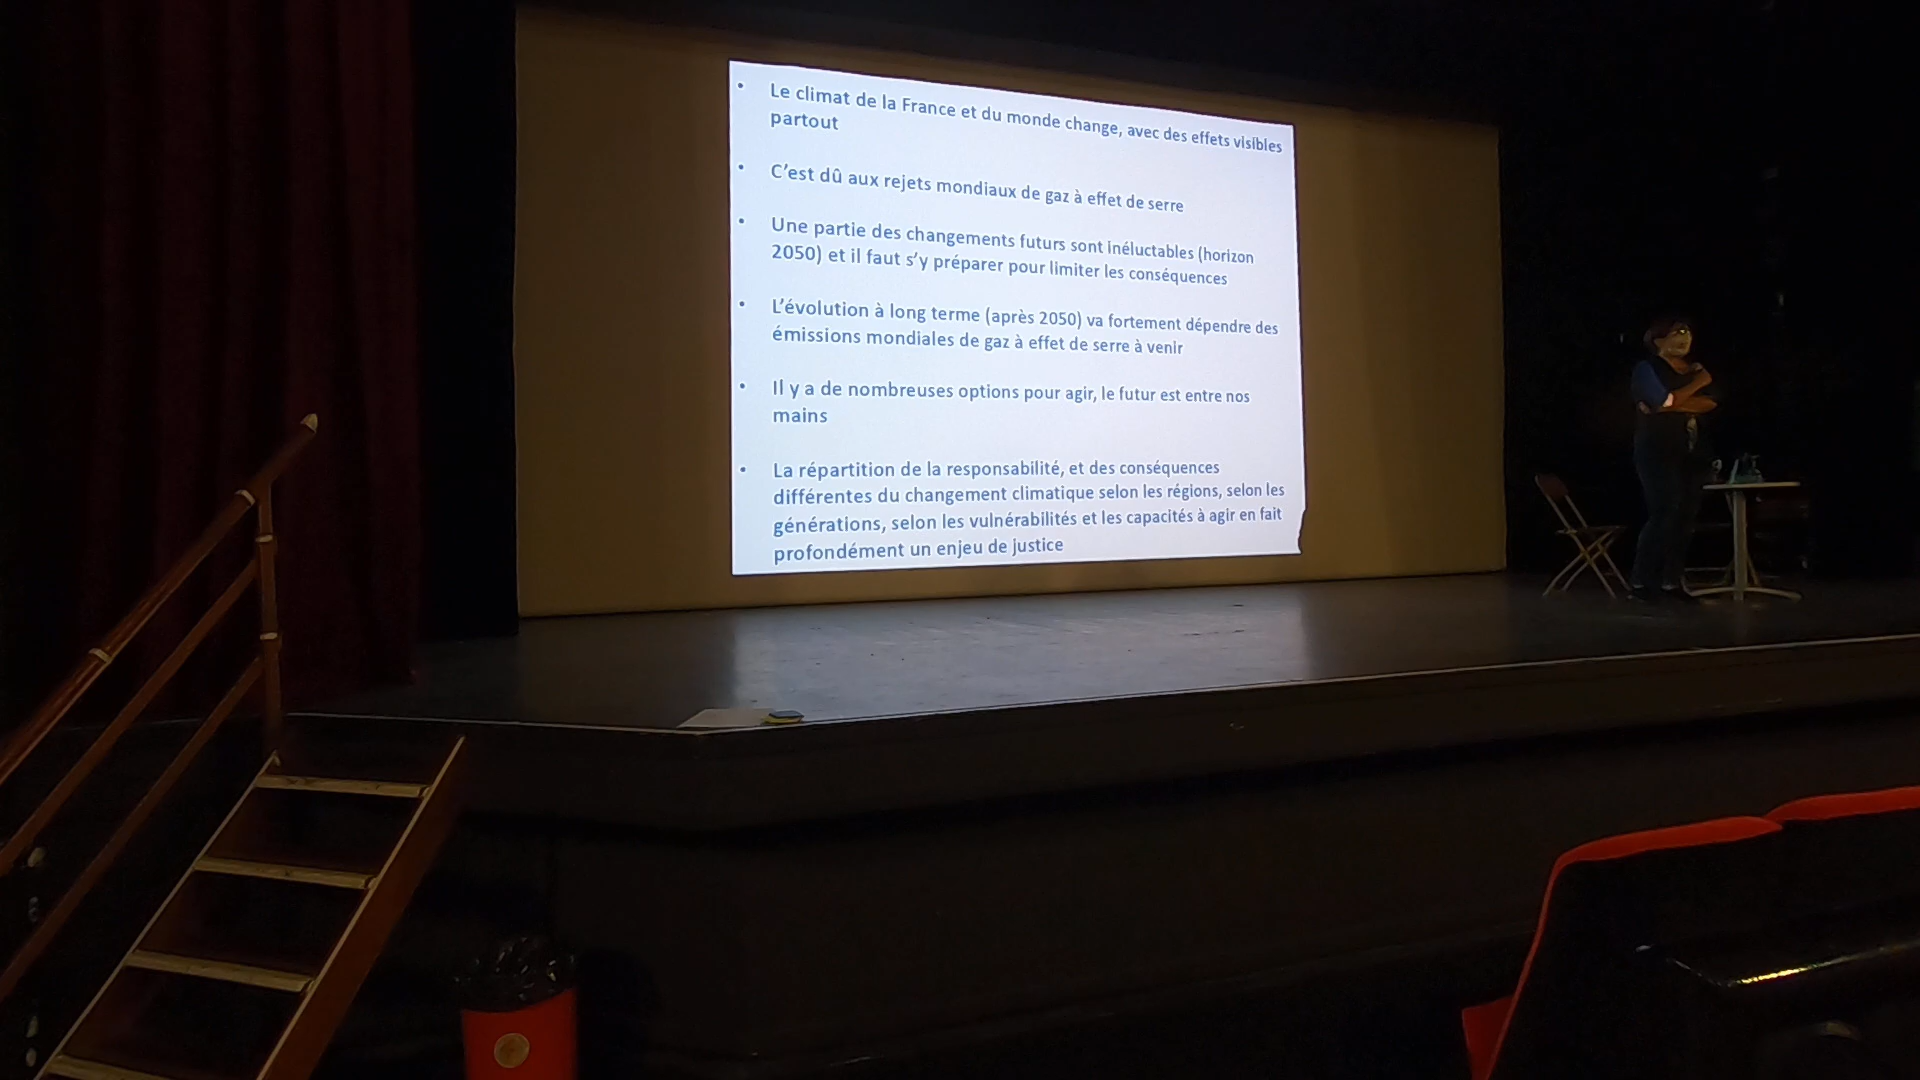 • Le climat de la France et du monde change, avec des effets visibles
partout
• C'est dû aux rejets mondiaux de gaz à effet de serre
• Une partie des changements futurs sont inéluctables (horizon
2050) et il faut s'y préparer pour limiter les conséquences
• L'évolution à long terme (après 2050) va fortement dépendre des
émissions mondiales de gaz à effet de serre à venir
• Il y a de nombreuses options pour agir, le futur est entre nos
mains
• La répartition de la responsabilité, et des conséquences
différentes du changement climatique selon les régions, selon les
générations, selon les vulnérabilités et les capacités à agir en fait
profondément un enjeu de justice